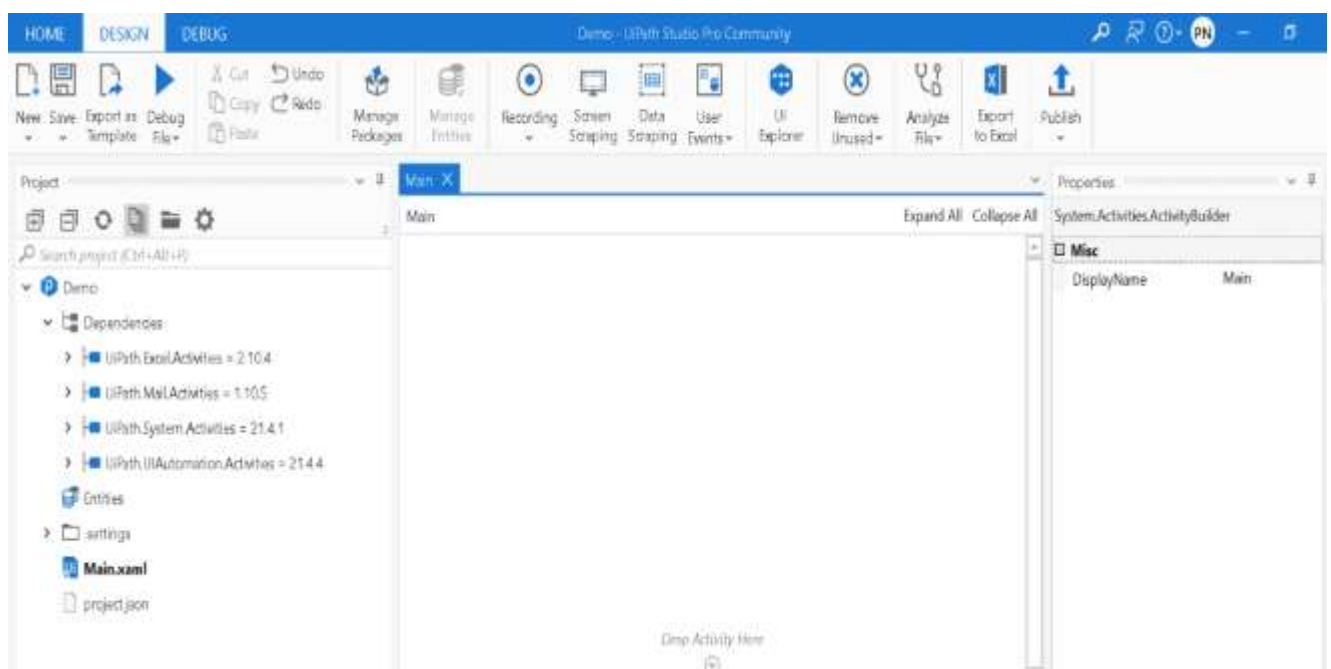 HOME DESIGN DEBUG Demo - UiPath Studio Pro Community PN
New Save Export as Template Debug File Cut Copy Paste Undo Redo Manage Packages Manage Entities Recording Screen Scraping Data Scraping User Events UI Explorer Remove Unused Analyze File Export to Excel Publish
Project Main Properties
Main Expand All Collapse All System.Activities.ActivityBuilder
Search project (Ctrl+Alt+P) Misc
Demo DisplayName Main
Dependencies
UiPath.Excel.Activities = 2.10.4
UiPath.Mail.Activities = 1.10.5
UiPath.System.Activities = 21.4.1
UiPath.UIAutomation.Activities = 21.4.4
Entities
.settings
Main.xaml
project.json
Drop Activity Here